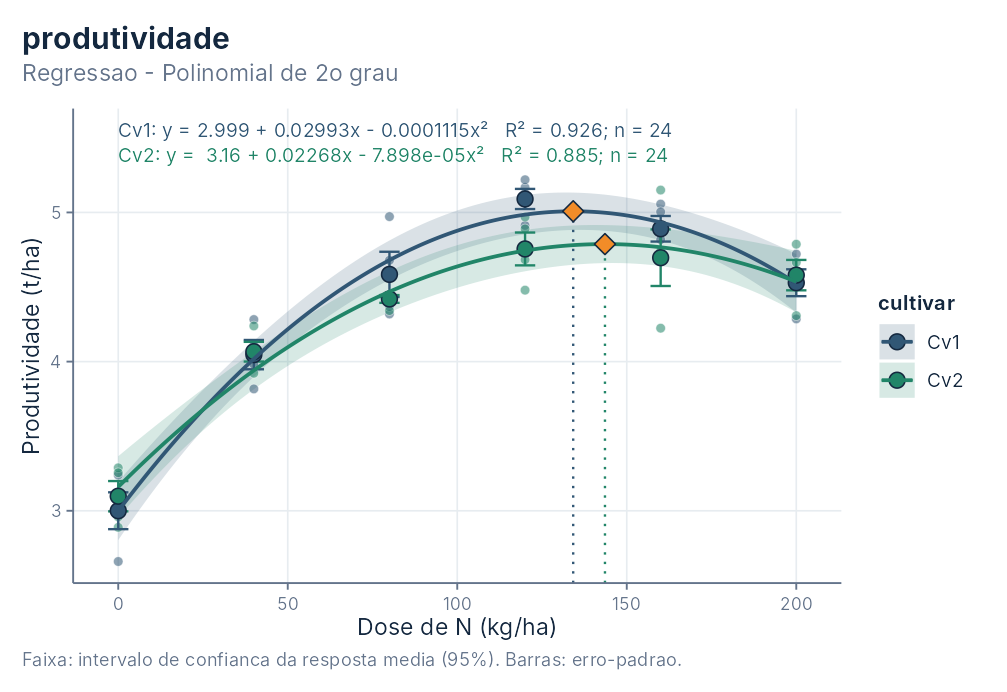 produtividade
Regressao - Polinomial de 2o grau
Cv1: y = 2.999 + 0.02993x - 0.0001115x² R² = 0.926; n = 24
Cv2: y = 3.16 + 0.02268x - 7.898e-05x² R² = 0.885; n = 24
5
4
3
Produtividade (t/ha)
cultivar
Cv1
Cv2
0 50 100 150 200
Dose de N (kg/ha)
Faixa: intervalo de confianca da resposta media (95%). Barras: erro-padrao.